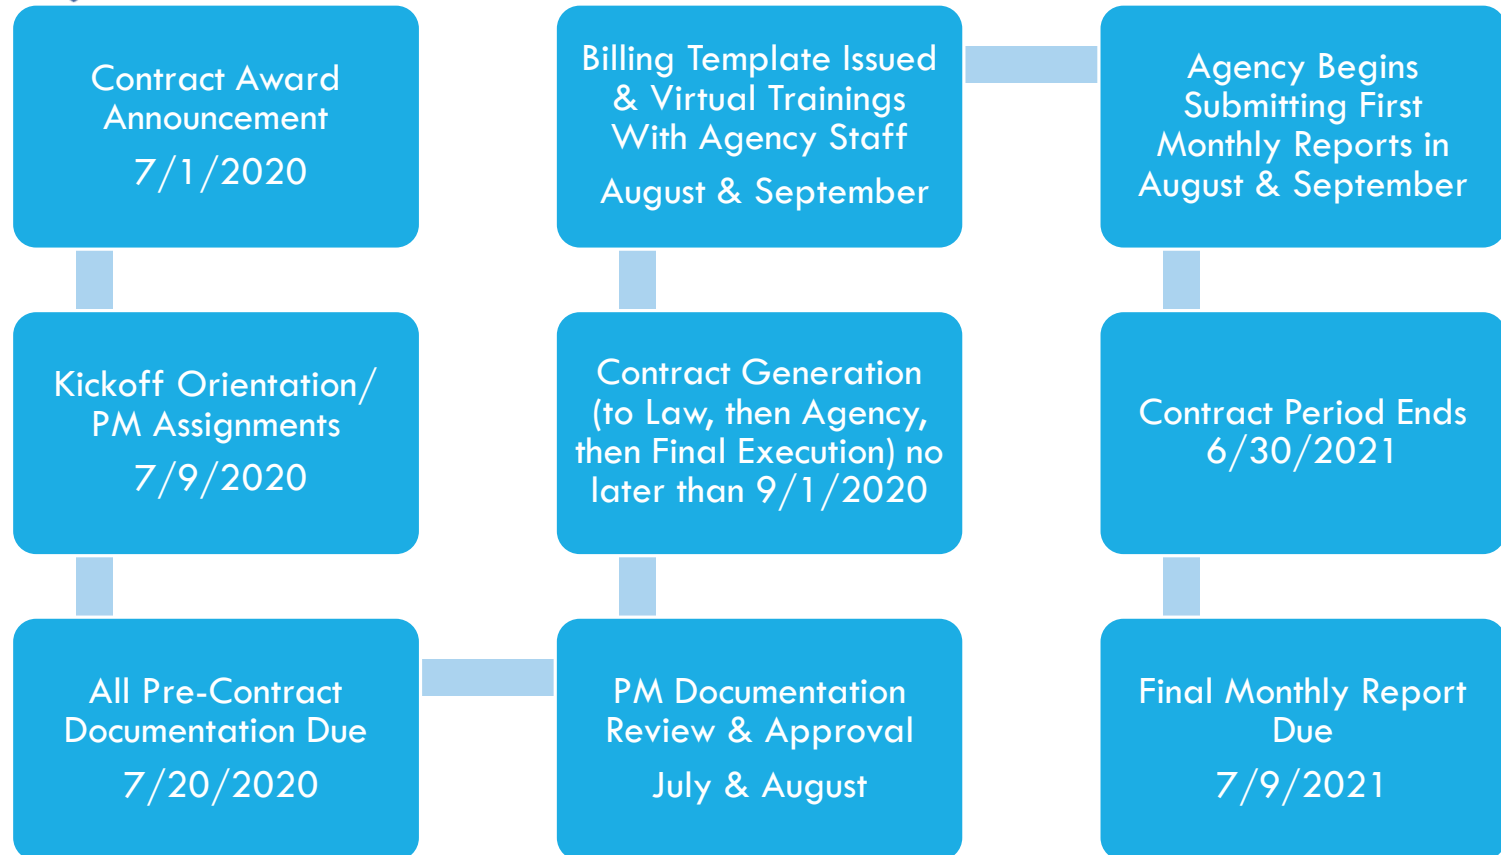 Contract Award
Announcement
7/1/2020
Kickoff Orientation/
PM Assignments
7/9/2020
All Pre-Contract
Documentation Due
7/20/2020
PM Documentation
Review & Approval
July & August
Contract Generation
(to Law, then Agency,
then Final Execution) no
later than 9/1/2020
Billing Template Issued
& Virtual Trainings
With Agency Staff
August & September
Agency Begins
Submitting First
Monthly Reports in
August & September
Contract Period Ends
6/30/2021
Final Monthly Report
Due
7/9/2021